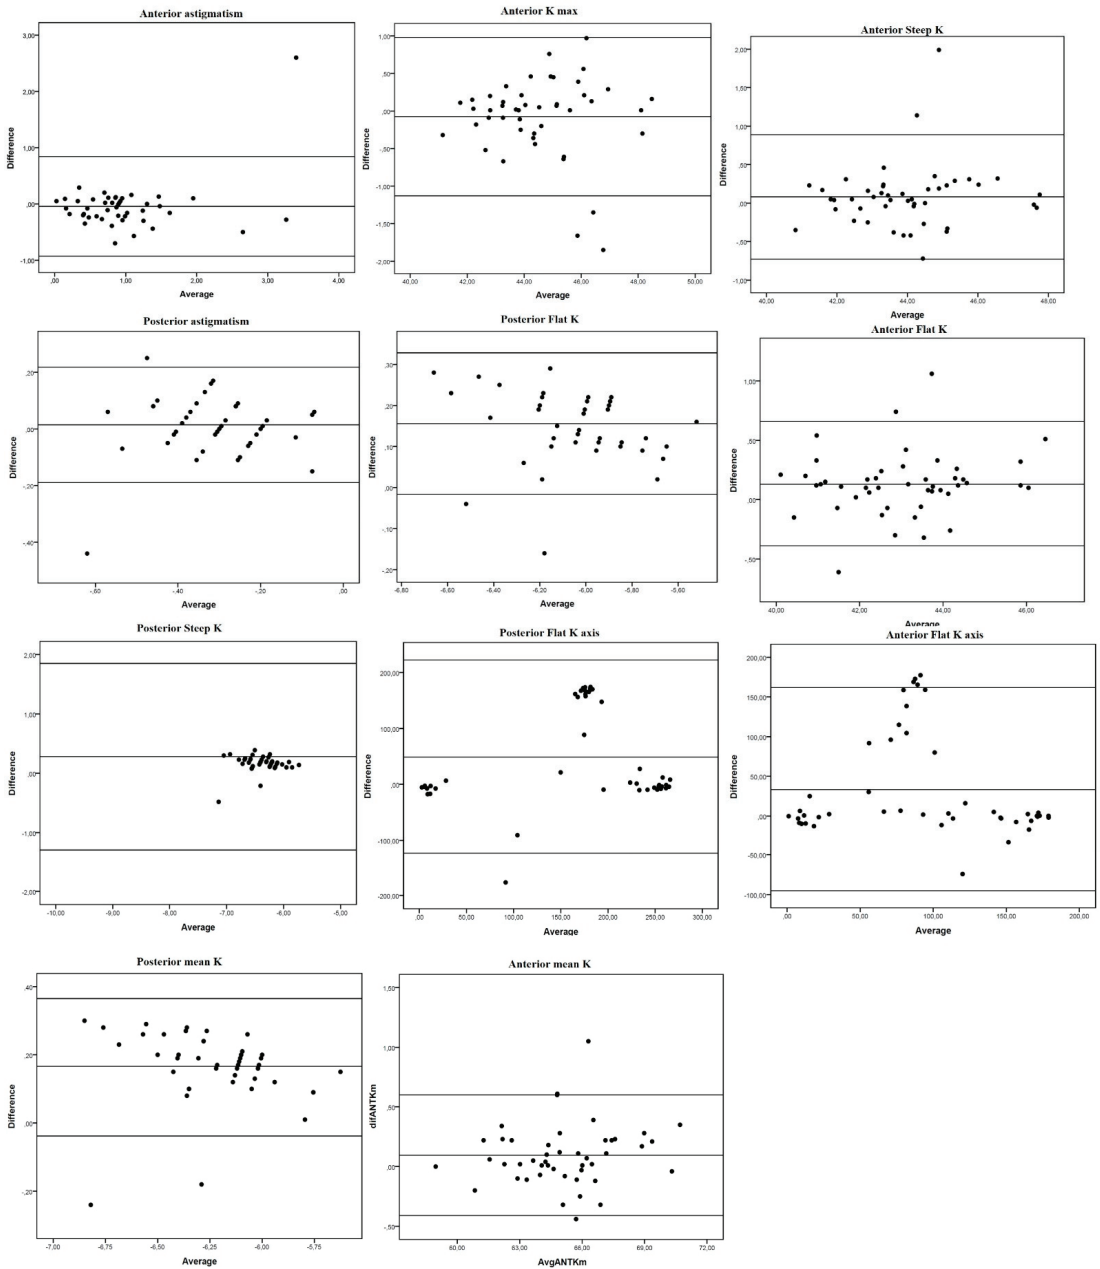 Anterior astigmatism
3,00
2,00
1,00
,00
-1,00
Difference
,00 1,00 2,00 3,00 4,00
Average
Anterior K max
1,00
,50
,00
-,50
-1,00
-1,50
-2,00
Difference
40,00 42,00 44,00 46,00 48,00 50,00
Average
Anterior Steep K
2,00
1,50
1,00
,50
,00
-,50
-1,00
Difference
40,00 42,00 44,00 46,00 48,00
Average
Posterior astigmatism
,20
,00
-,20
-,40
Difference
-,60 -,40 -,20 ,00
Average
Posterior Flat K
,30
,20
,10
,00
-,10
-,20
Difference
-6,80 -6,60 -6,40 -6,20 -6,00 -5,80 -5,60
Average
Anterior Flat K
1,00
,50
,00
-,50
Difference
40,00 42,00 44,00 46,00
Average
Posterior Steep K
2,00
1,00
,00
-1,00
-2,00
Difference
-10,00 -9,00 -8,00 -7,00 -6,00 -5,00
Average
Posterior Flat K axis
200,00
100,00
,00
-100,00
-200,00
Difference
,00 50,00 100,00 150,00 200,00 250,00 300,00
Average
Anterior Flat K axis
200,00
150,00
100,00
50,00
,00
-50,00
-100,00
Difference
,00 50,00 100,00 150,00 200,00
Average
Posterior mean K
,40
,20
,00
-,20
Difference
-7,00 -6,75 -6,50 -6,25 -6,00 -5,75
Average
Anterior mean K
1,50
1,00
,50
,00
-,50
difANTKm
60,00 63,00 66,00 69,00 72,00
AvgANTKm